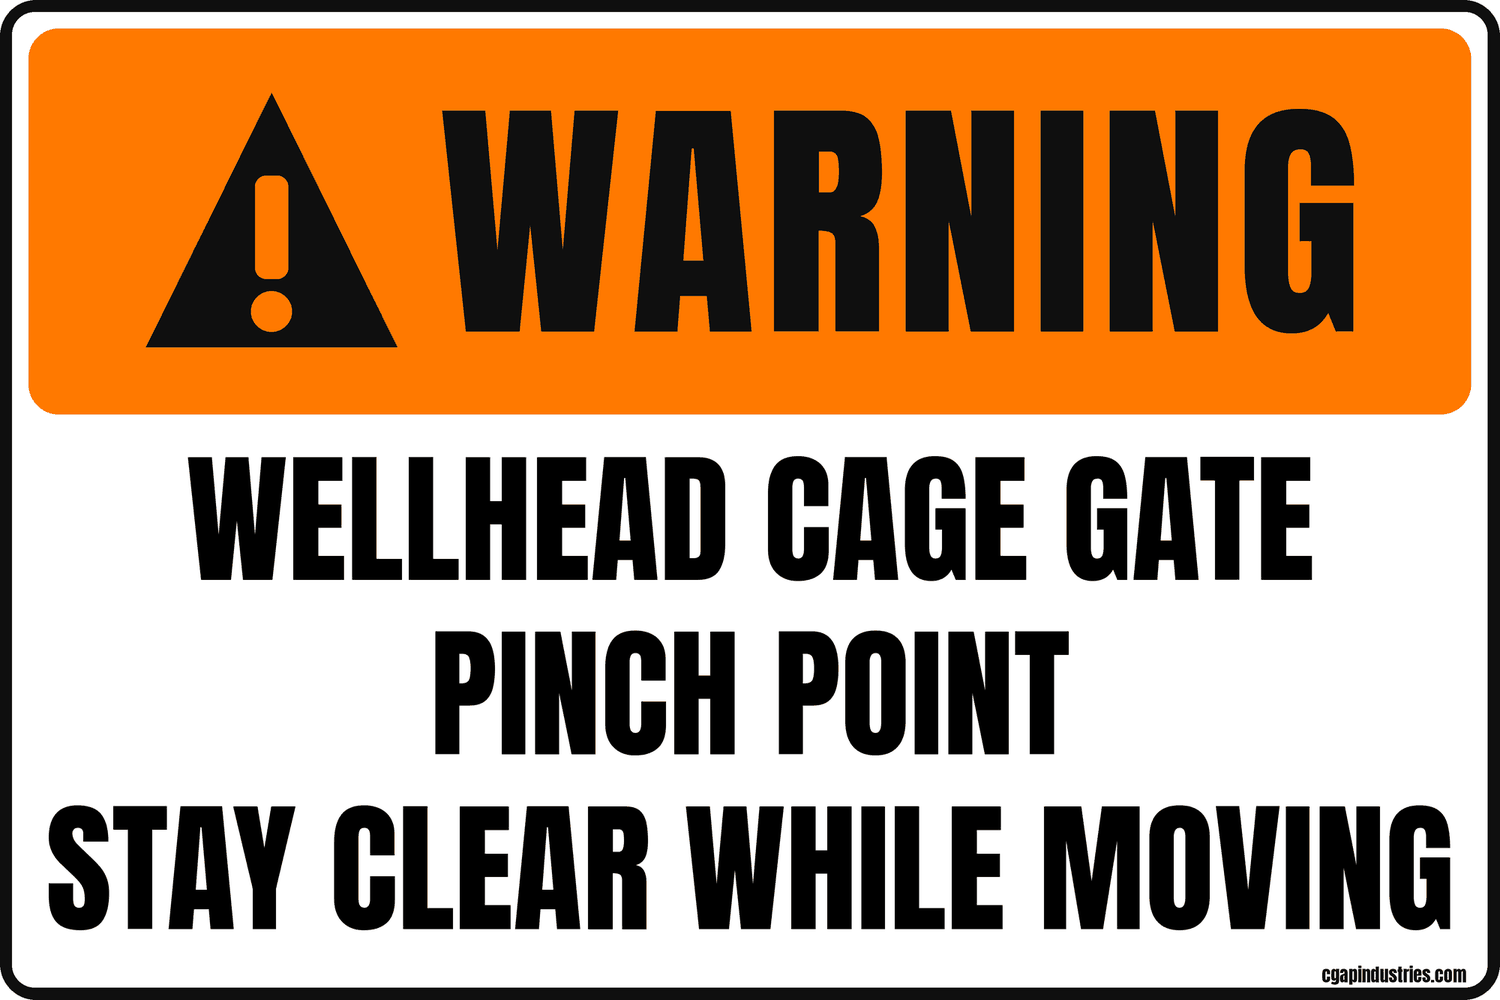 WARNING
WELLHEAD CAGE GATE
PINCH POINT
STAY CLEAR WHILE MOVING
cgapindustries.com